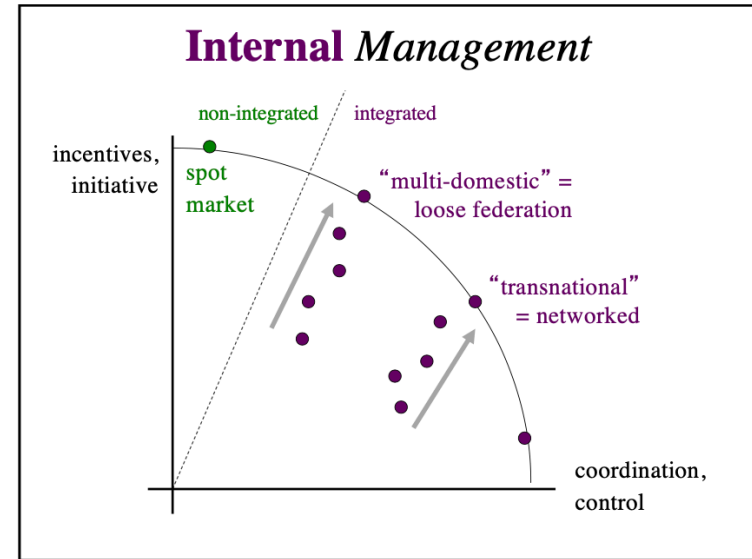 Internal Management
non-integrated
integrated
incentives,
initiative
spot
market
“multi-domestic” =
loose federation
“transnational”
= networked
coordination,
control